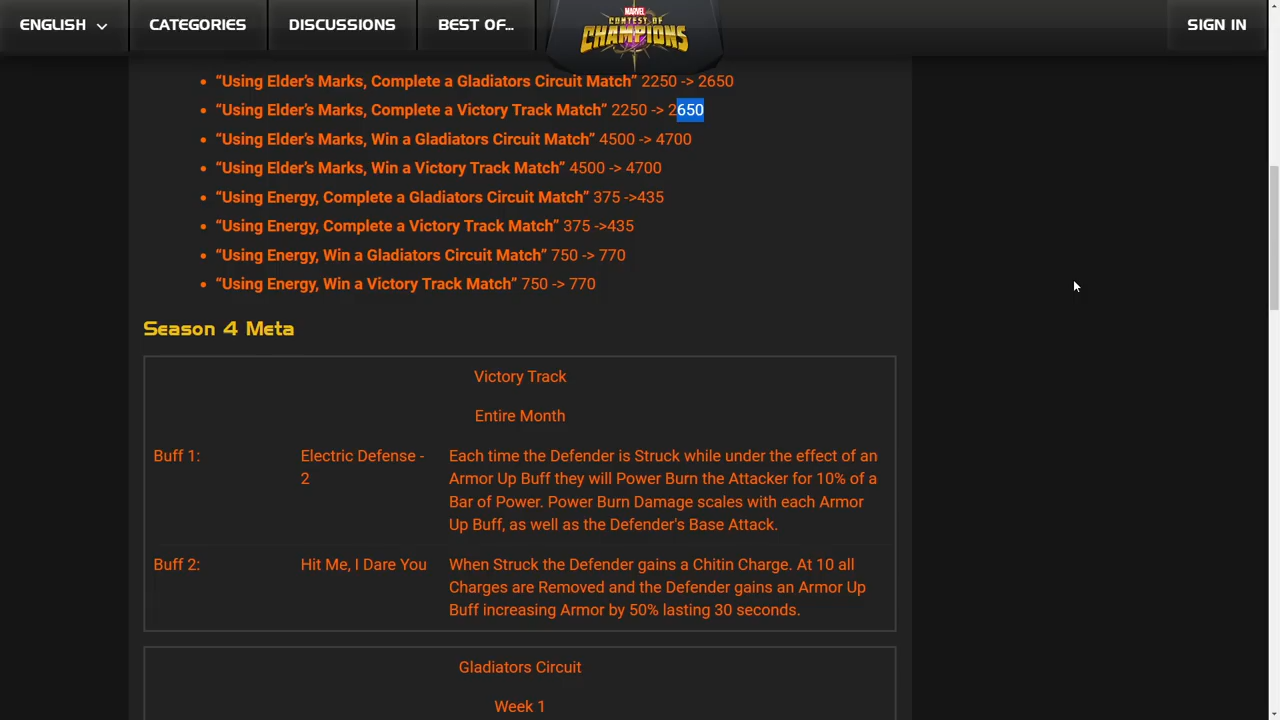 ENGLISH CATEGORIES DISCUSSIONS BEST OF... MARVEL CONTEST OF CHAMPIONS SIGN IN
• “Using Elder’s Marks, Complete a Gladiators Circuit Match” 2250 -> 2650
• “Using Elder’s Marks, Complete a Victory Track Match” 2250 -> 2650
• “Using Elder’s Marks, Win a Gladiators Circuit Match” 4500 -> 4700
• “Using Elder’s Marks, Win a Victory Track Match” 4500 -> 4700
• “Using Energy, Complete a Gladiators Circuit Match” 375 ->435
• “Using Energy, Complete a Victory Track Match” 375 ->435
• “Using Energy, Win a Gladiators Circuit Match” 750 -> 770
• “Using Energy, Win a Victory Track Match” 750 -> 770
Season 4 Meta
Victory Track
Entire Month
Buff 1: Electric Defense - Each time the Defender is Struck while under the effect of an
2 Armor Up Buff they will Power Burn the Attacker for 10% of a
Bar of Power. Power Burn Damage scales with each Armor
Up Buff, as well as the Defender's Base Attack.
Buff 2: Hit Me, I Dare You When Struck the Defender gains a Chitin Charge. At 10 all
Charges are Removed and the Defender gains an Armor Up
Buff increasing Armor by 50% lasting 30 seconds.
Gladiators Circuit
Week 1